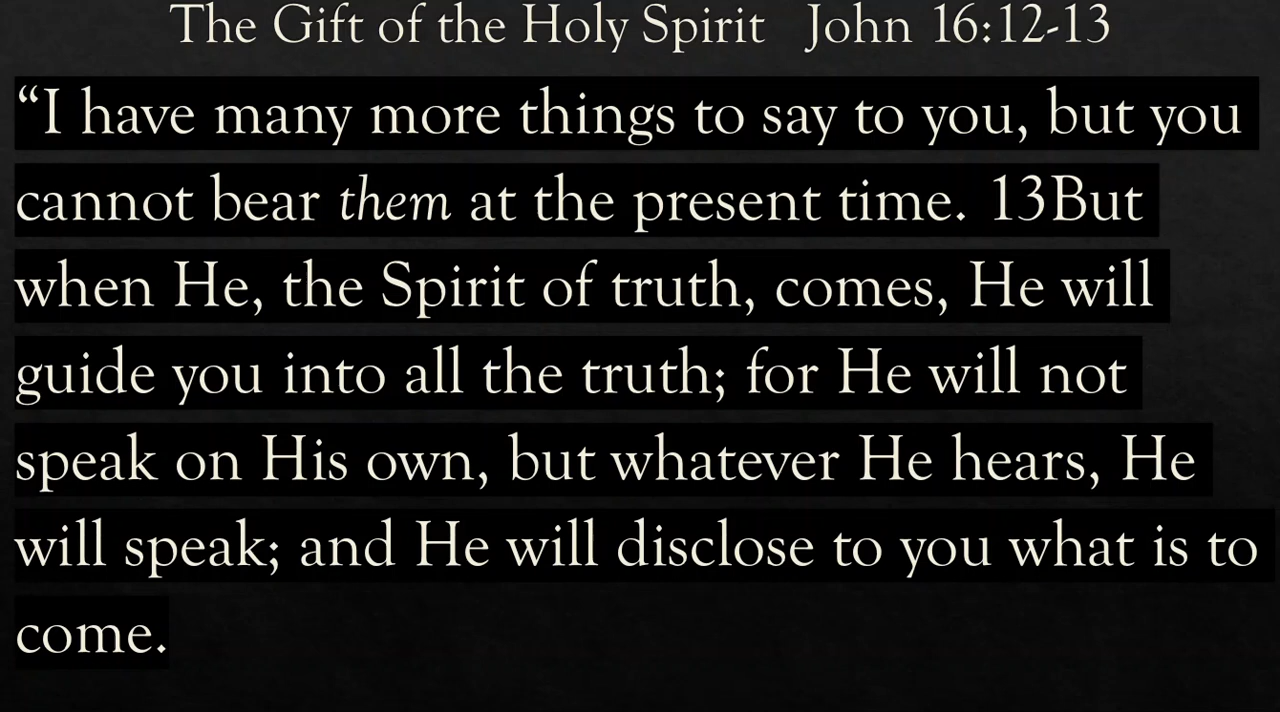 The Gift of the Holy Spirit John 16:12-13
“I have many more things to say to you, but you
cannot bear them at the present time. 13But
when He, the Spirit of truth, comes, He will
guide you into all the truth; for He will not
speak on His own, but whatever He hears, He
will speak; and He will disclose to you what is to
come.